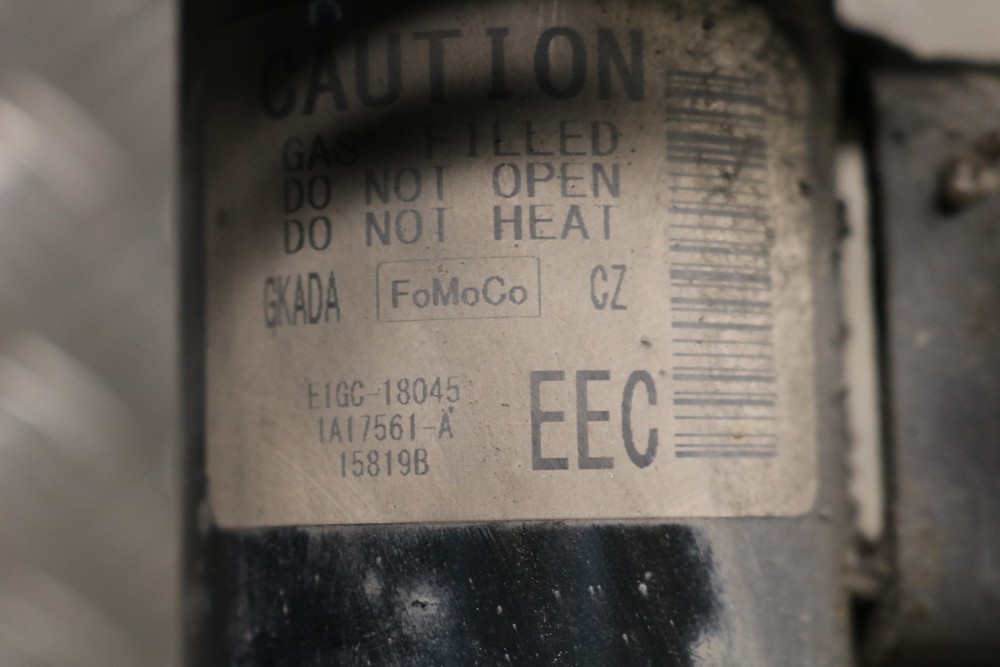 CAUTION
GAS FILLED
DO NOT OPEN
DO NOT HEAT
GKADA FoMoCo CZ
E1GC-18045
1A17561-A
15819B
EEC